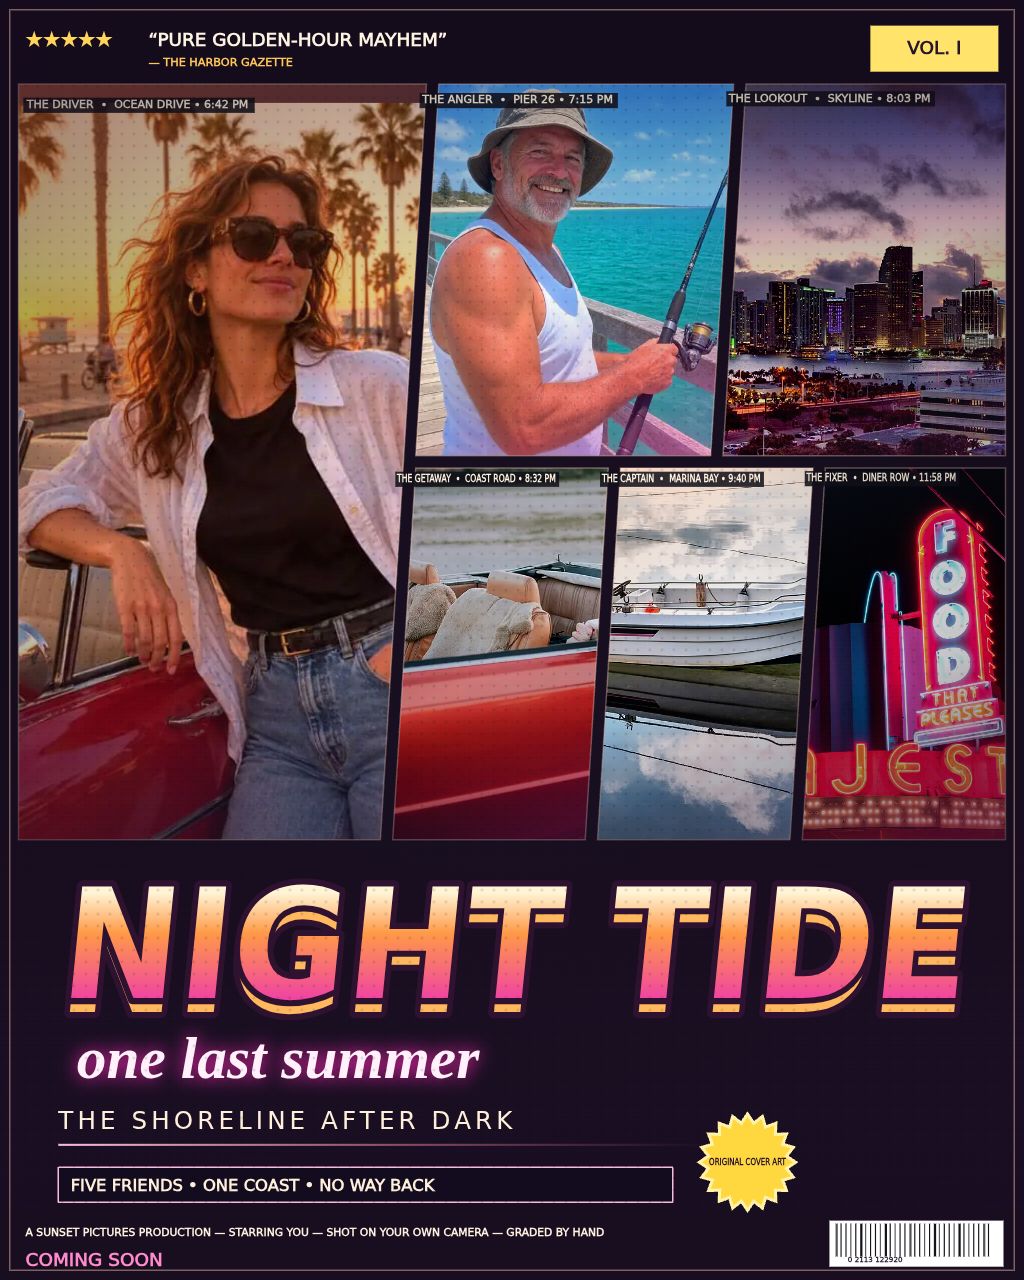 ★★★★★
“PURE GOLDEN-HOUR MAYHEM”
— THE HARBOR GAZETTE
VOL. I
THE DRIVER • OCEAN DRIVE • 6:42 PM
THE ANGLER • PIER 26 • 7:15 PM
THE LOOKOUT • SKYLINE • 8:03 PM
THE GETAWAY • COAST ROAD • 8:32 PM
THE CAPTAIN • MARINA BAY • 9:40 PM
THE FIXER • DINER ROW • 11:58 PM
FOOD
THAT
PLEASES
AJEST
NIGHT TIDE
one last summer
THE SHORELINE AFTER DARK
ORIGINAL COVER ART
FIVE FRIENDS • ONE COAST • NO WAY BACK
A SUNSET PICTURES PRODUCTION — STARRING YOU — SHOT ON YOUR OWN CAMERA — GRADED BY HAND
COMING SOON
0 2113 122920